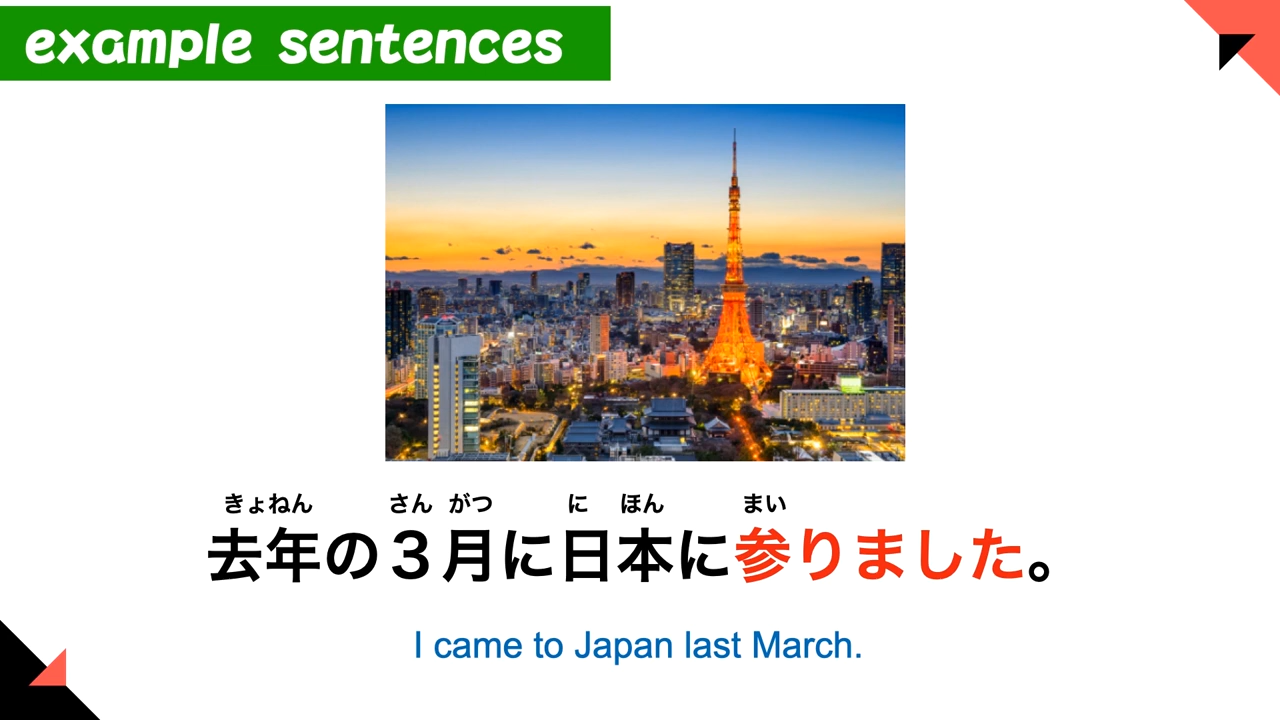 example sentences
きょねん さん がつ に ほん まい
去年の３月に日本に参りました。
I came to Japan last March.